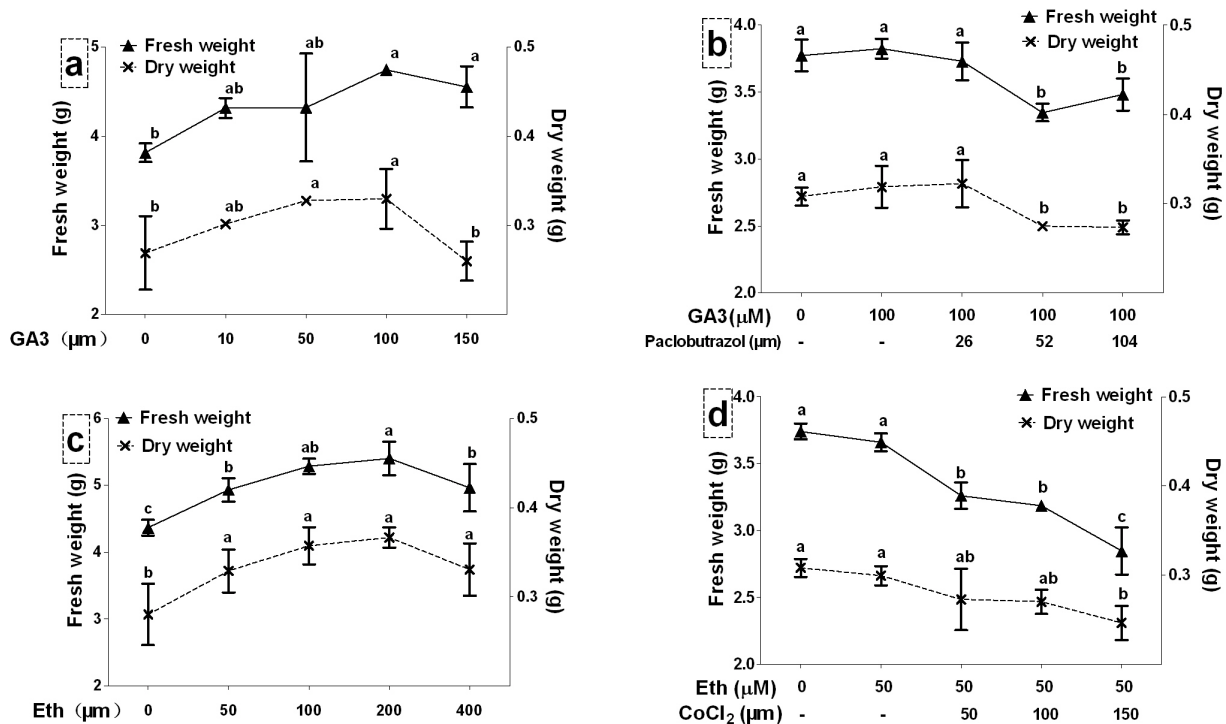 a
Fresh weight
Dry weight
5
4
3
2
0.5
0.4
0.3
Fresh weight (g)
Dry weight (g)
b
ab
ab
a
a
b
ab
a
a
b
GA3 (μm) 0 10 50 100 150
b
Fresh weight
Dry weight
4.0
3.5
3.0
2.5
2.0
0.5
0.4
0.3
Fresh weight (g)
Dry weight (g)
a
a
a
b
b
a
a
a
b
b
GA3(μM) 0 100 100 100 100
Paclobutrazol (μm) - - 26 52 104
c
Fresh weight
Dry weight
6
5
4
3
2
0.5
0.4
0.3
Fresh weight (g)
Dry weight (g)
c
b
ab
a
b
b
a
a
a
a
Eth (μm) 0 50 100 200 400
d
Fresh weight
Dry weight
4.0
3.5
3.0
2.5
2.0
0.5
0.4
0.3
Fresh weight (g)
Dry weight (g)
a
a
b
b
c
a
a
ab
ab
b
Eth (μM) 0 50 50 50 50
CoCl2 (μm) - - 50 100 150